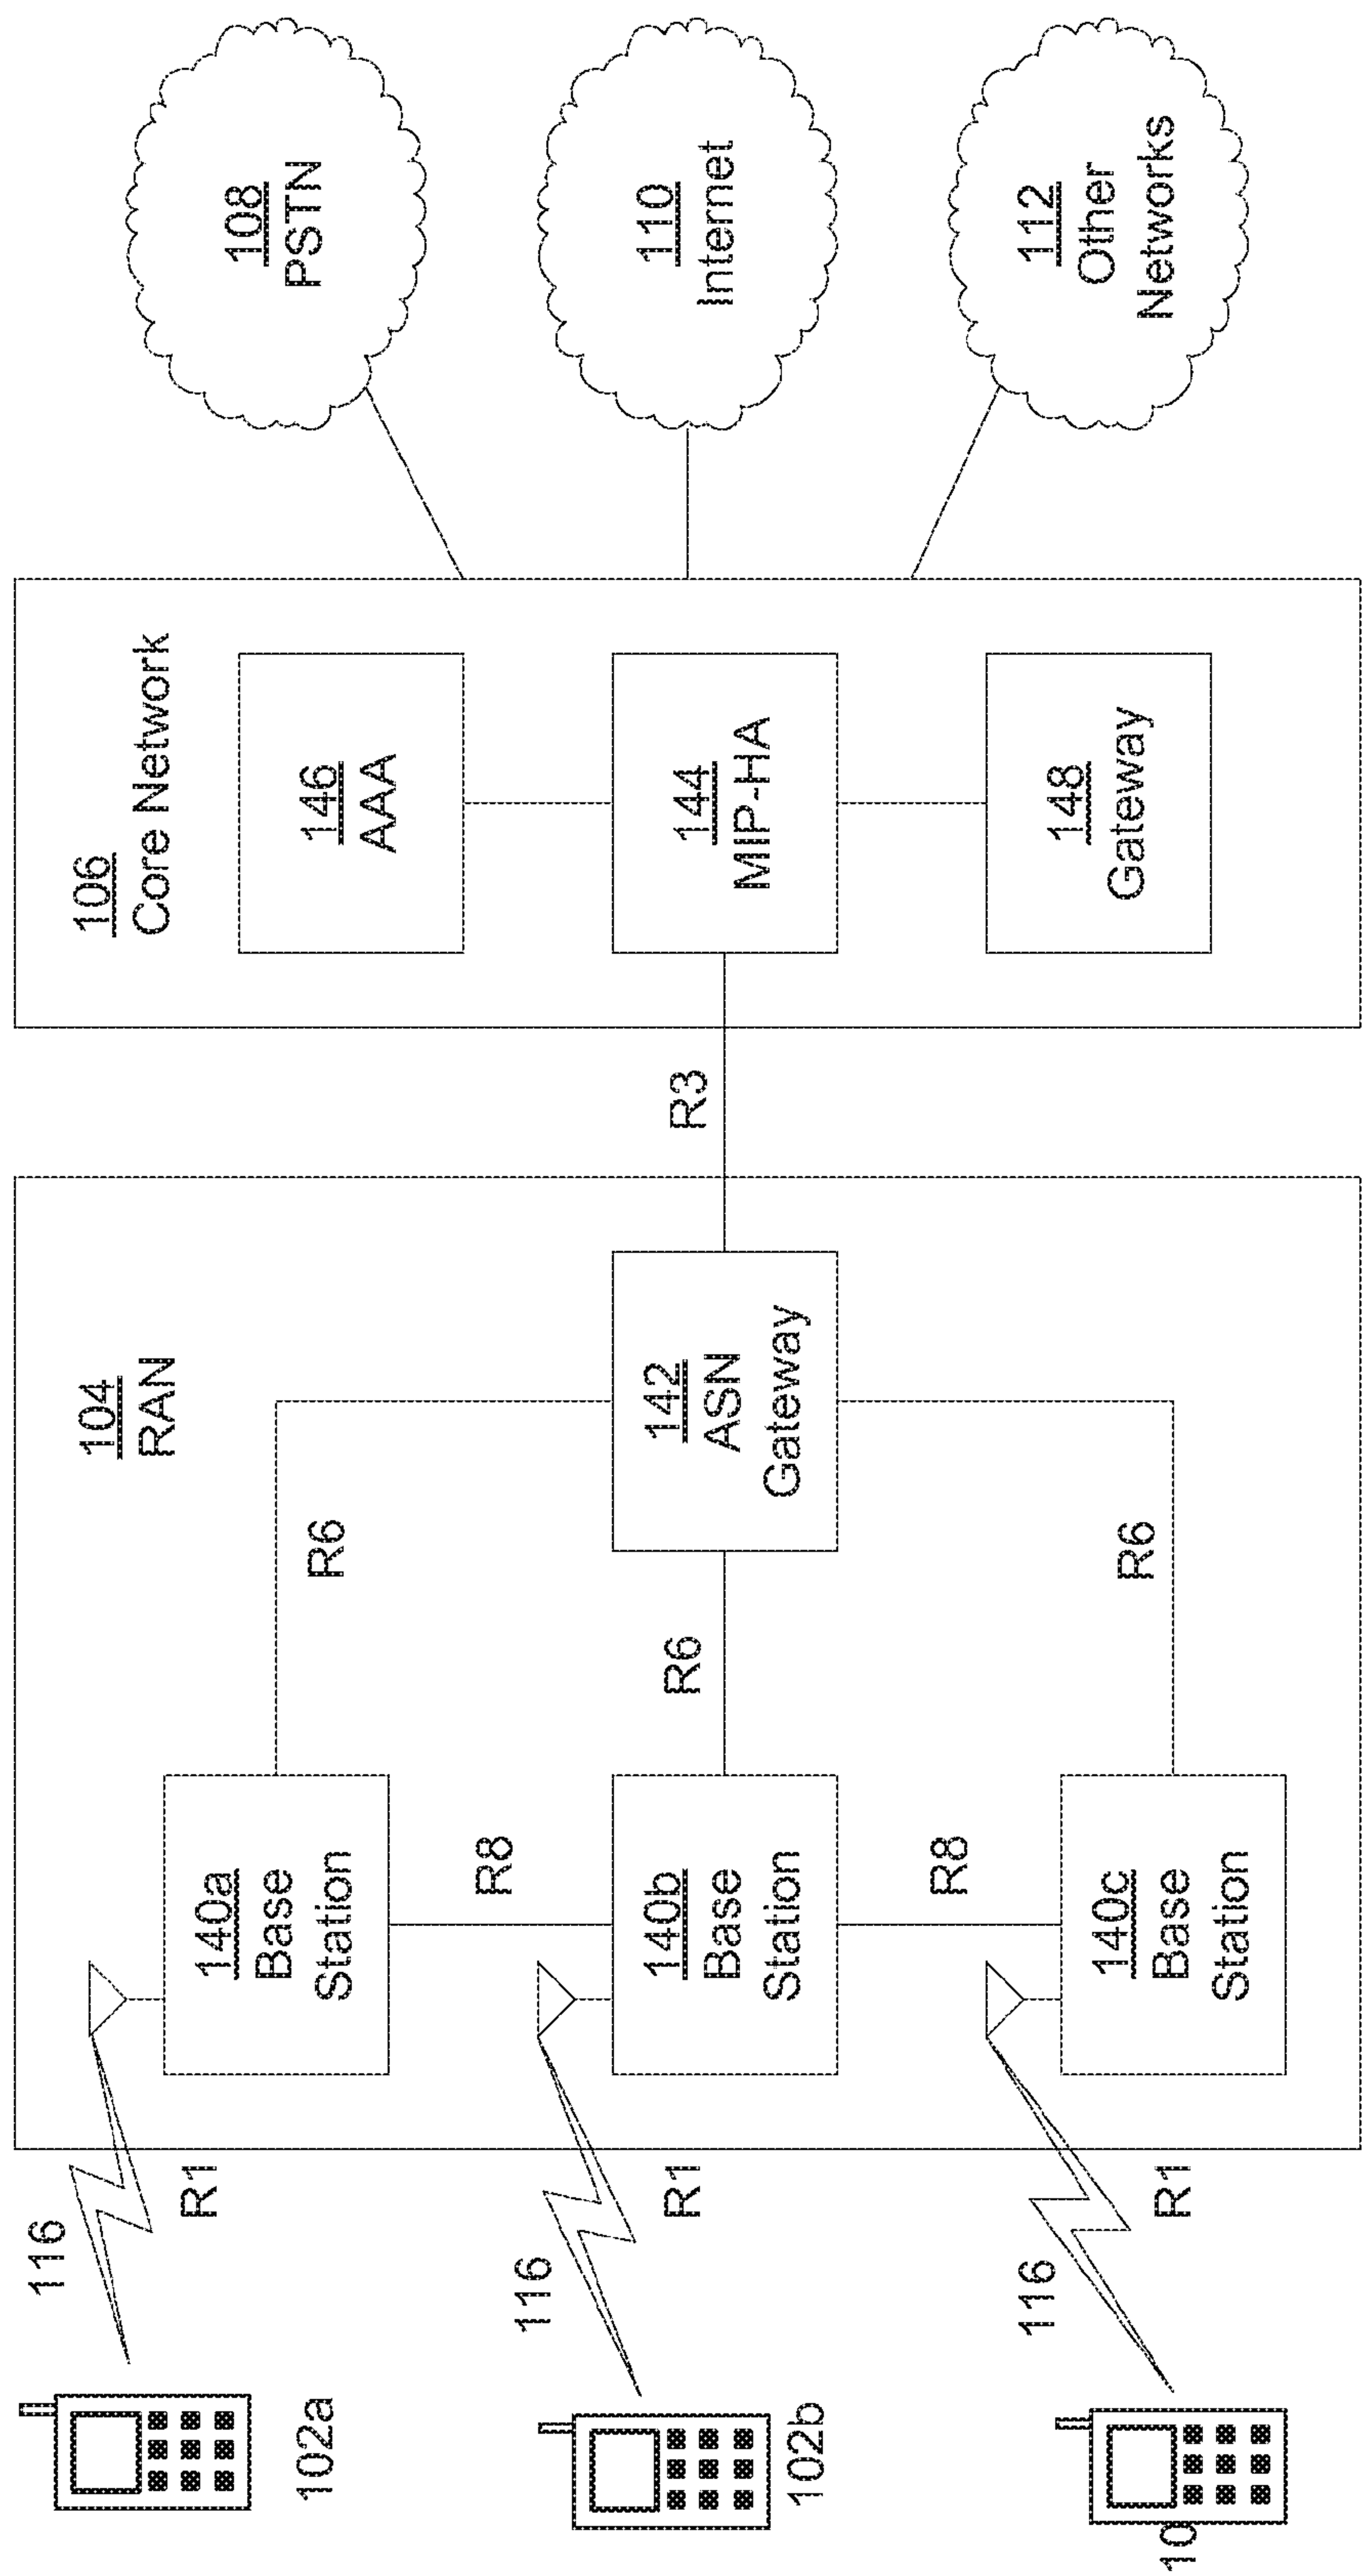 102a
116
R1
104
RAN
140a
Base
Station
R6
106
Core Network
146
AAA
108
PSTN
R8
102b
116
R1
140b
Base
Station
R6
142
ASN
Gateway
R3
144
MIP-HA
110
Internet
R8
10
116
R1
140c
Base
Station
R6
148
Gateway
112
Other
Networks